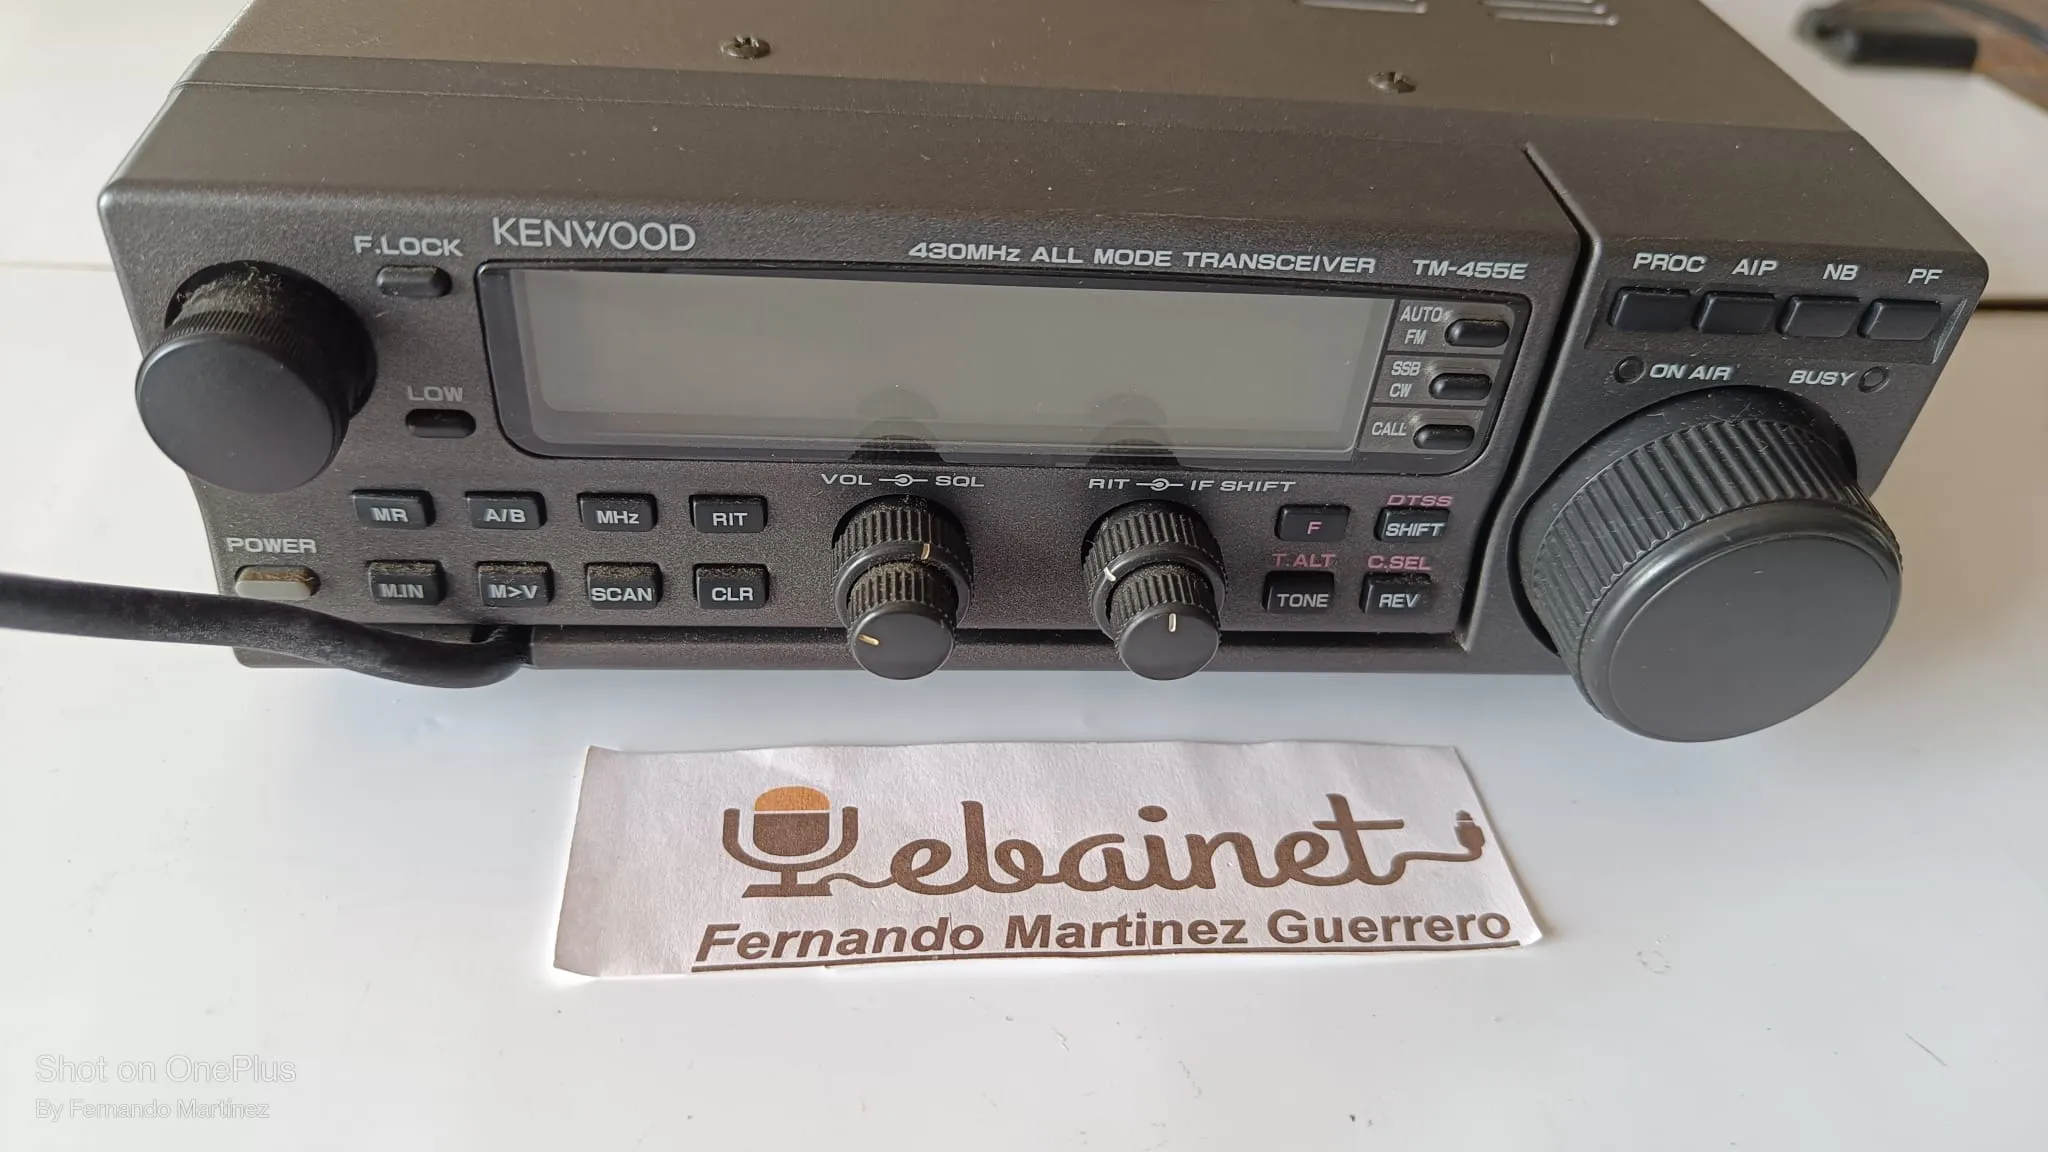 F.LOCK
KENWOOD
430MHz ALL MODE TRANSCEIVER TM-455E
PROC AIP NB PF
AUTO
FM
SSB
CW
CALL
ON AIR BUSY
LOW
VOL SQL
RIT IF SHIFT
MR A/B MHz RIT
F
DTSS
SHIFT
POWER
M.IN M>V SCAN CLR
T.ALT C.SEL
TONE REV
ebainet
Fernando Martinez Guerrero
Shot on OnePlus
By Fernando Martínez